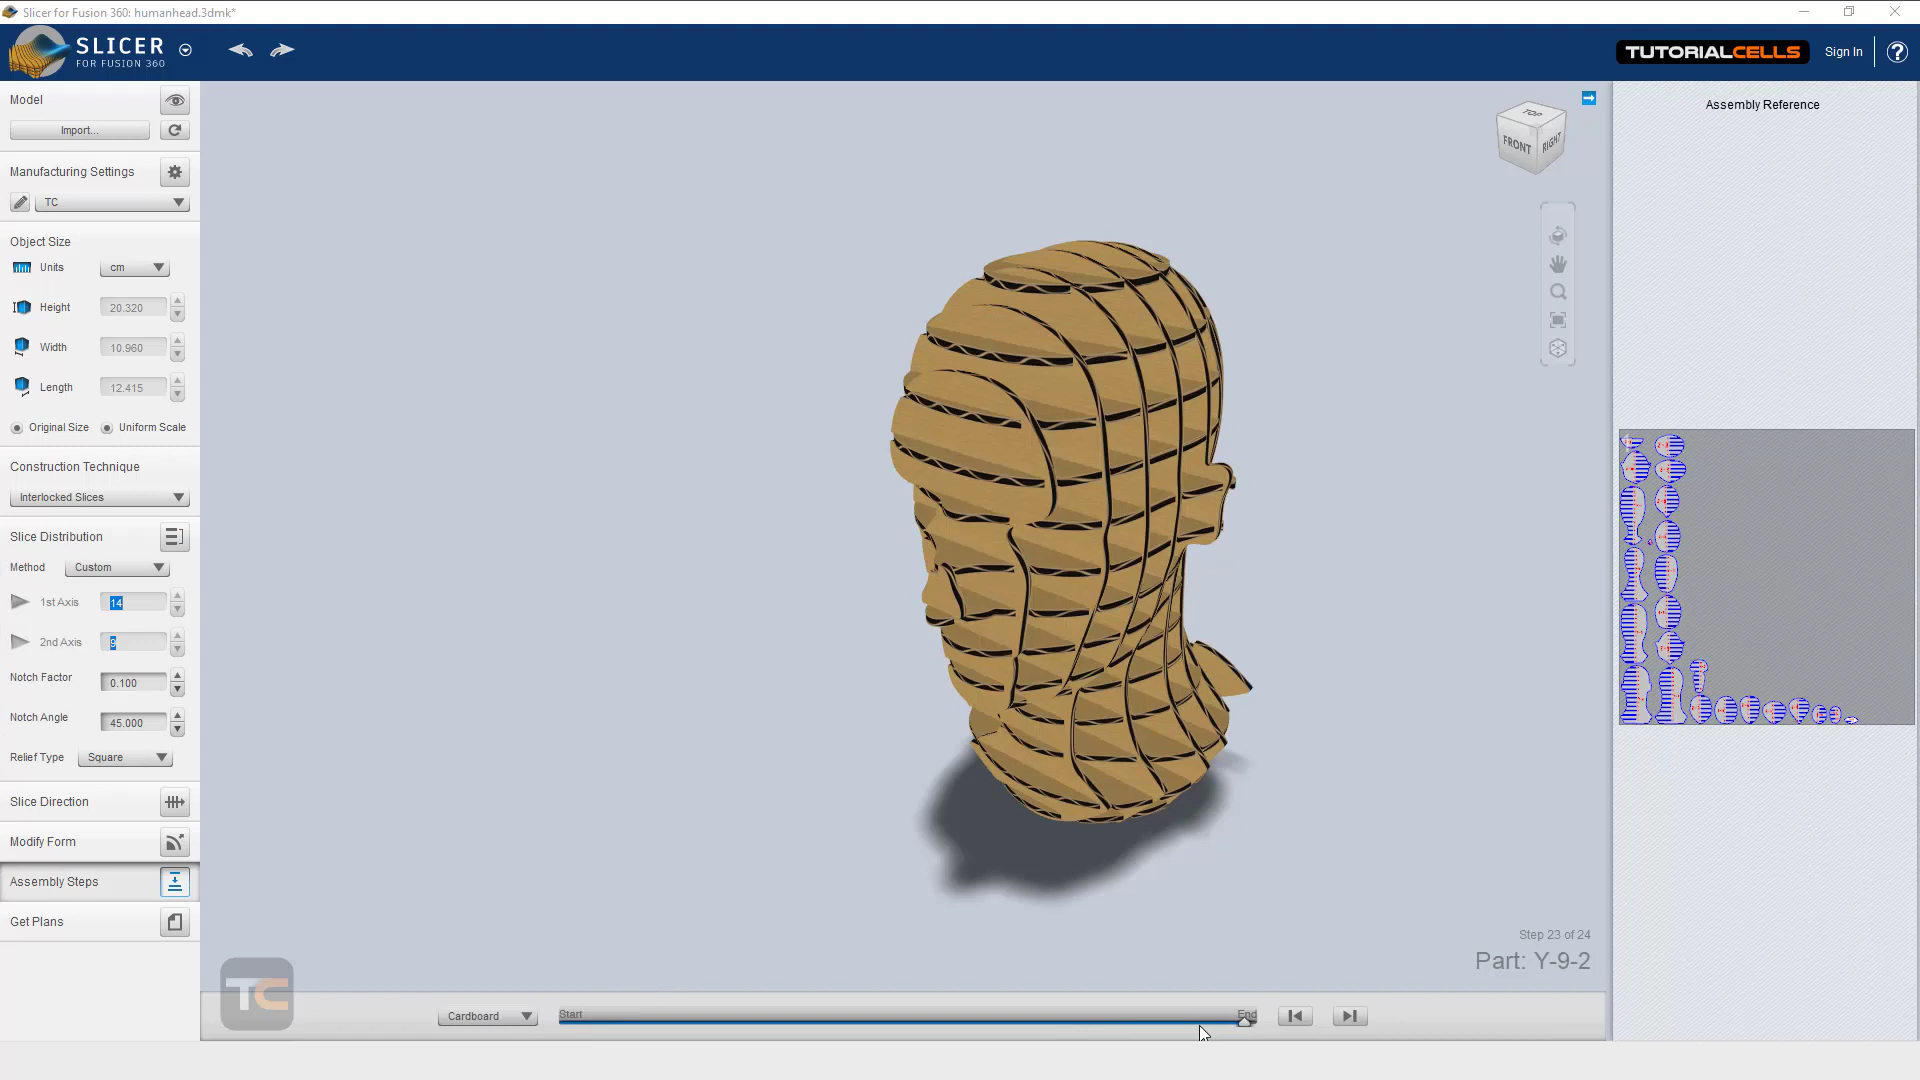 Slicer for Fusion 360: humanhead.3dmk*
SLICER
FOR FUSION 360
TUTORIALCELLS
Sign In
?
Model
Import...
Manufacturing Settings
TC
Object Size
Units
cm
Height
20.320
Width
10.960
Length
12.415
Original Size
Uniform Scale
Construction Technique
Interlocked Slices
Slice Distribution
Method
Custom
1st Axis
14
2nd Axis
9
Notch Factor
0.100
Notch Angle
45.000
Relief Type
Square
Slice Direction
Modify Form
Assembly Steps
Get Plans
TOP
FRONT
RIGHT
Assembly Reference
Step 23 of 24
Part: Y-9-2
TC
Cardboard
Start
End